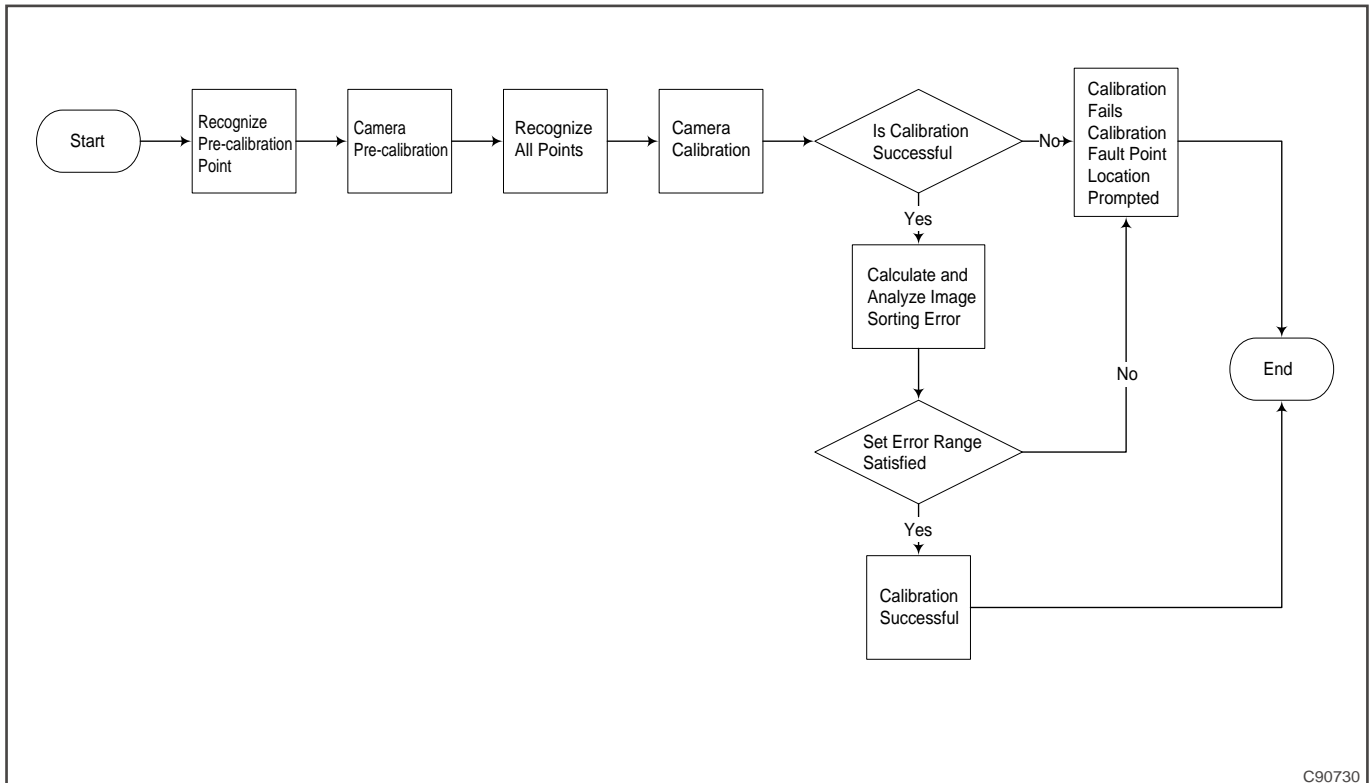 Start
Recognize
Pre-calibration
Point
Camera
Pre-calibration
Recognize
All Points
Camera
Calibration
Is Calibration
Successful
No
Calibration
Fails
Calibration
Fault Point
Location
Prompted
Yes
Calculate and
Analyze Image
Sorting Error
No
End
Set Error Range
Satisfied
Yes
Calibration
Successful
C90730